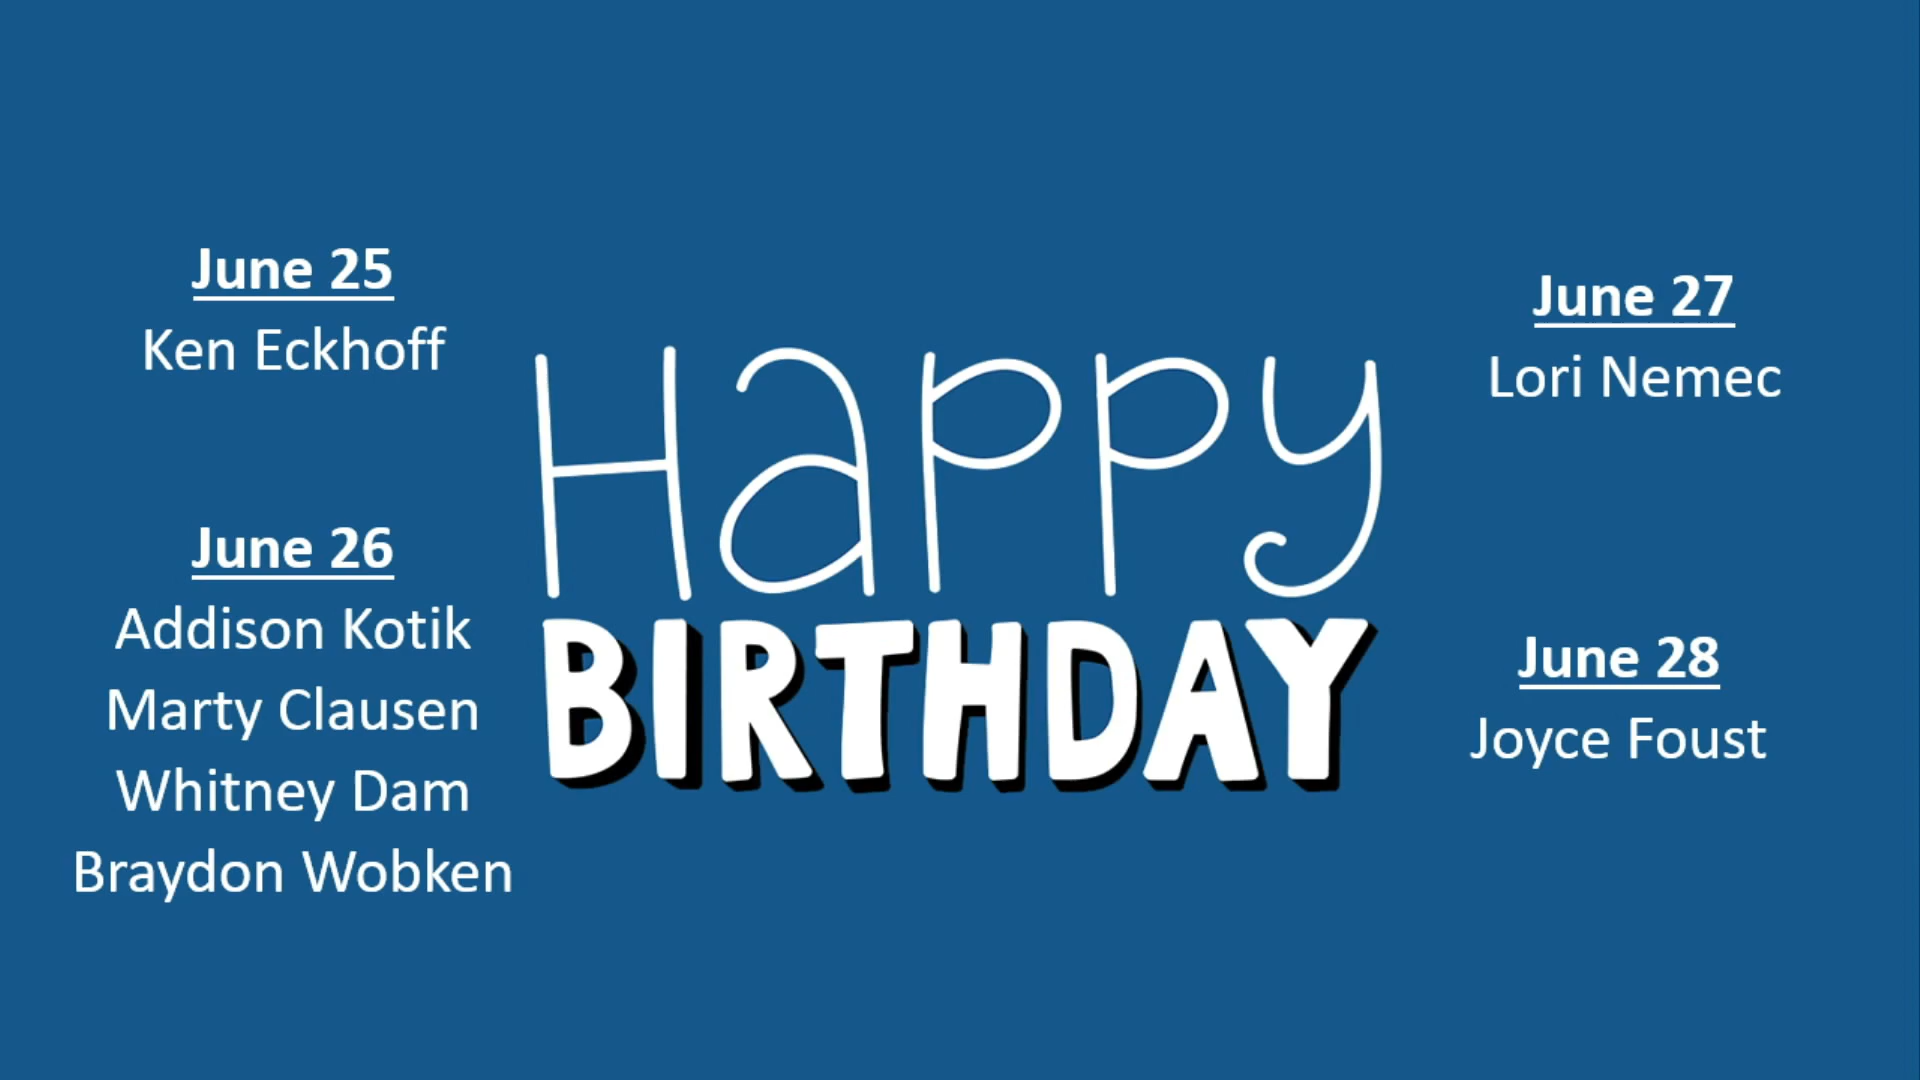 June 25
Ken Eckhoff
June 26
Addison Kotik
Marty Clausen
Whitney Dam
Braydon Wobken
Happy
BIRTHDAY
June 27
Lori Nemec
June 28
Joyce Foust